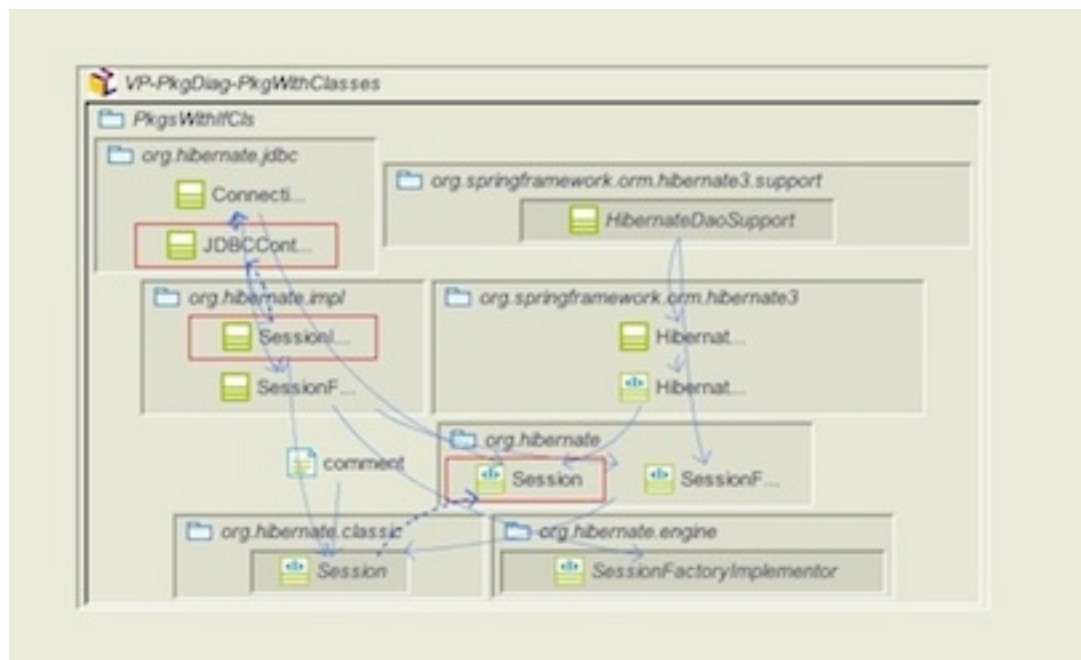 VP-PkgDiag-PkgWithClasses
PkgsWithIfCls
org.hibernate.jdbc
Connecti...
JDBCCont...
org.springframework.orm.hibernate3.support
HibernateDaoSupport
org.hibernate.impl
SessionI...
SessionF...
org.springframework.orm.hibernate3
Hibernat...
Hibernat...
comment
org.hibernate
Session
SessionF...
org.hibernate.classic
Session
org.hibernate.engine
SessionFactoryImplementor